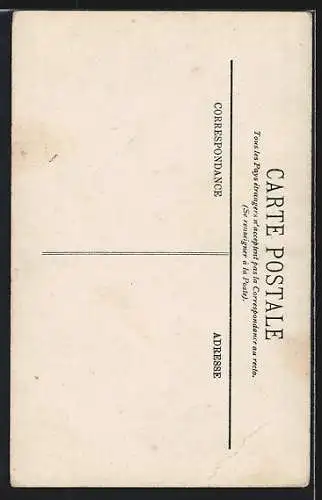 CARTE POSTALE
Tous les Pays étrangers n'acceptent pas la Correspondance au recto.
(Se renseigner à la Poste).
CORRESPONDANCE
ADRESSE